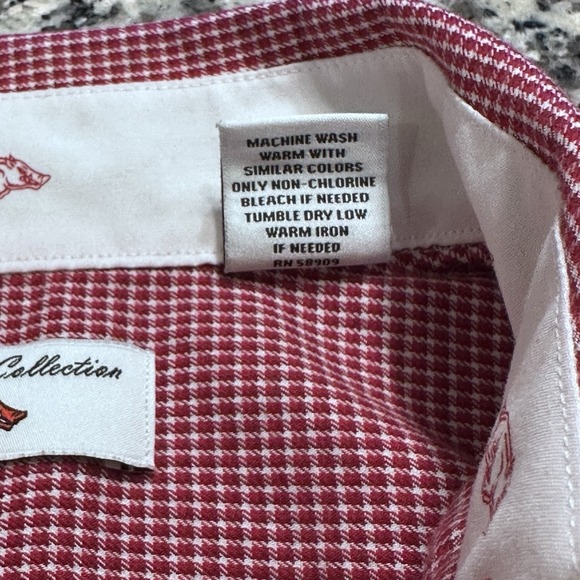 MACHINE WASH
WARM WITH
SIMILAR COLORS
ONLY NON-CHLORINE
BLEACH IF NEEDED
TUMBLE DRY LOW
WARM IRON
IF NEEDED
RN 58909
Collection